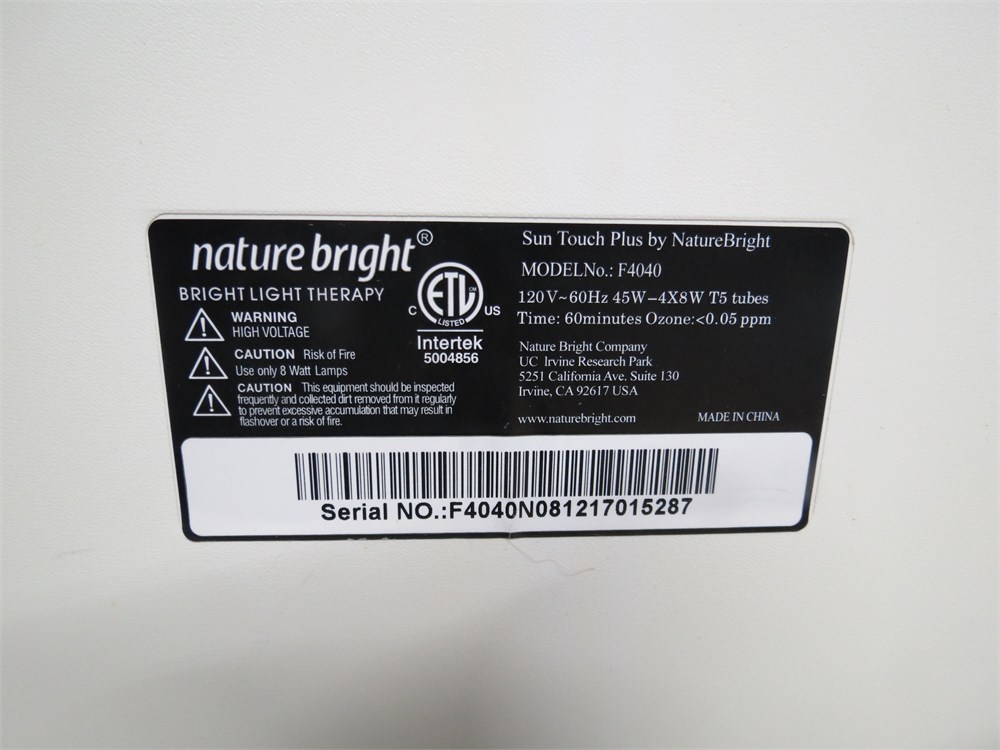 nature bright®
BRIGHT LIGHT THERAPY
WARNING
HIGH VOLTAGE
CAUTION Risk of Fire
Use only 8 Watt Lamps
CAUTION This equipment should be inspected
frequently and collected dirt removed from it regularly
to prevent excessive accumulation that may result in
flashover or a risk of fire.
ETL CM
LISTED
C US
Intertek
5004856
Sun Touch Plus by NatureBright
MODELNo.: F4040
120V~60Hz 45W-4X8W T5 tubes
Time: 60minutes Ozone:<0.05 ppm
Nature Bright Company
UC Irvine Research Park
5251 California Ave. Suite 130
Irvine, CA 92617 USA
www.naturebright.com MADE IN CHINA
Serial NO.:F4040N081217015287